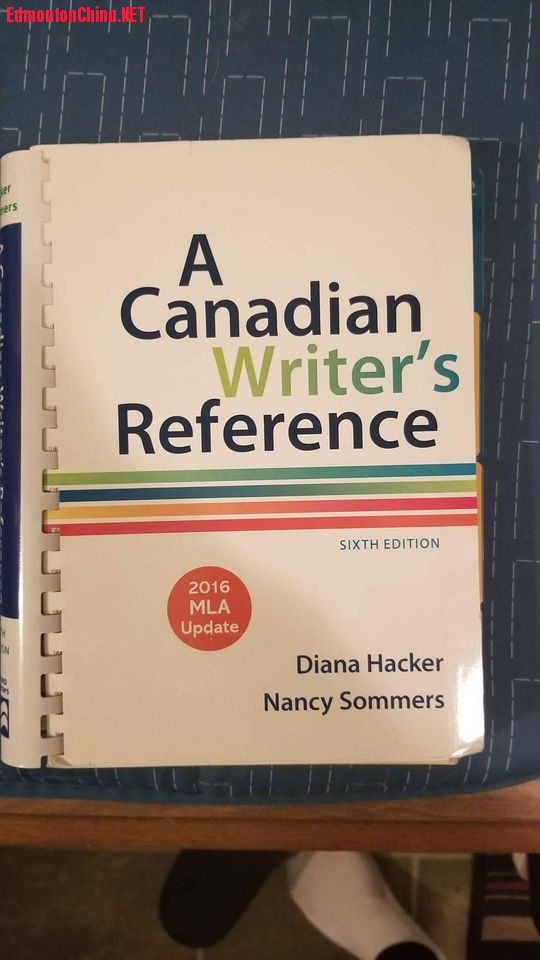 EdmontonChina.NET
A
Canadian
Writer's
Reference
SIXTH EDITION
2016
MLA
Update
Diana Hacker
Nancy Sommers